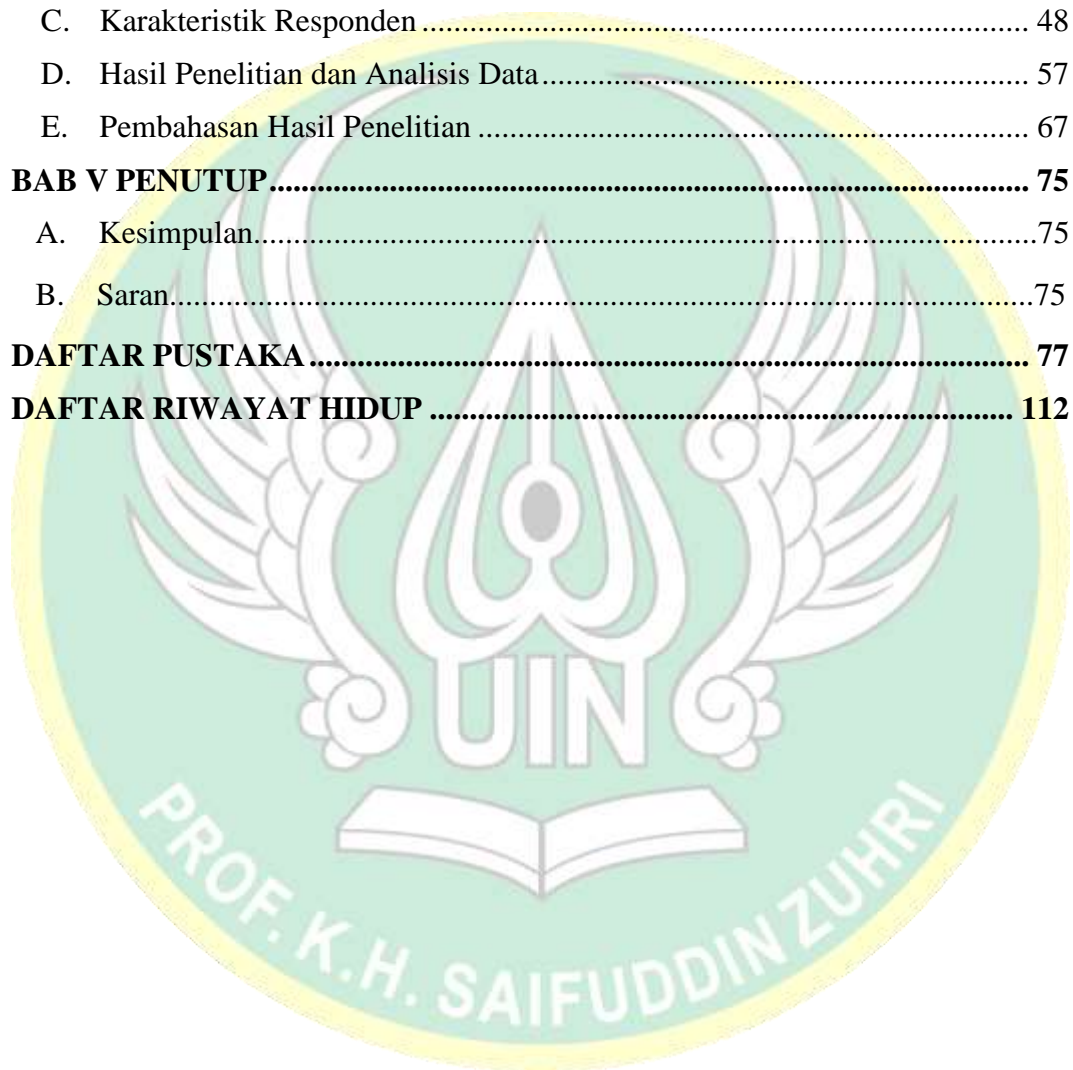 C. Karakteristik Responden ........................................................................................ 48
D. Hasil Penelitian dan Analisis Data ...................................................................... 57
E. Pembahasan Hasil Penelitian ................................................................................ 67
BAB V PENUTUP ............................................................................................. 75
A. Kesimpulan ............................................................................................................ 75
B. Saran ....................................................................................................................... 75
DAFTAR PUSTAKA ........................................................................................ 77
DAFTAR RIWAYAT HIDUP ....................................................................... 112
UIN
PROF. K.H. SAIFUDDIN ZUHRI